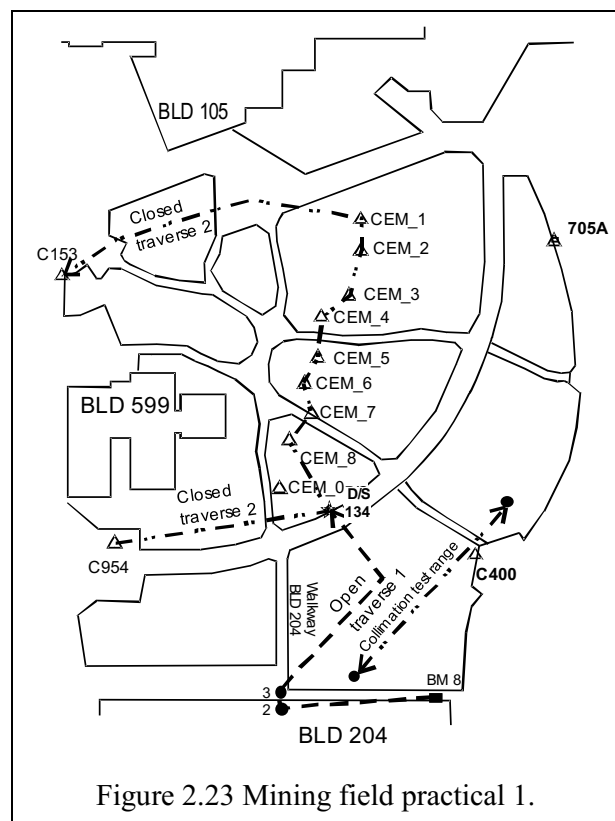 BLD 105
Closed
traverse 2
C153
CEM_1
CEM_2
705A
CEM_3
CEM_4
CEM_5
CEM_6
BLD 599
CEM_7
CEM_8
CEM_0
D/S
134
Closed
traverse 2
C954
C400
Walkway
BLD 204
Open
traverse 1
Collimation test range
BM 8
3
2
BLD 204
Figure 2.23 Mining field practical 1.